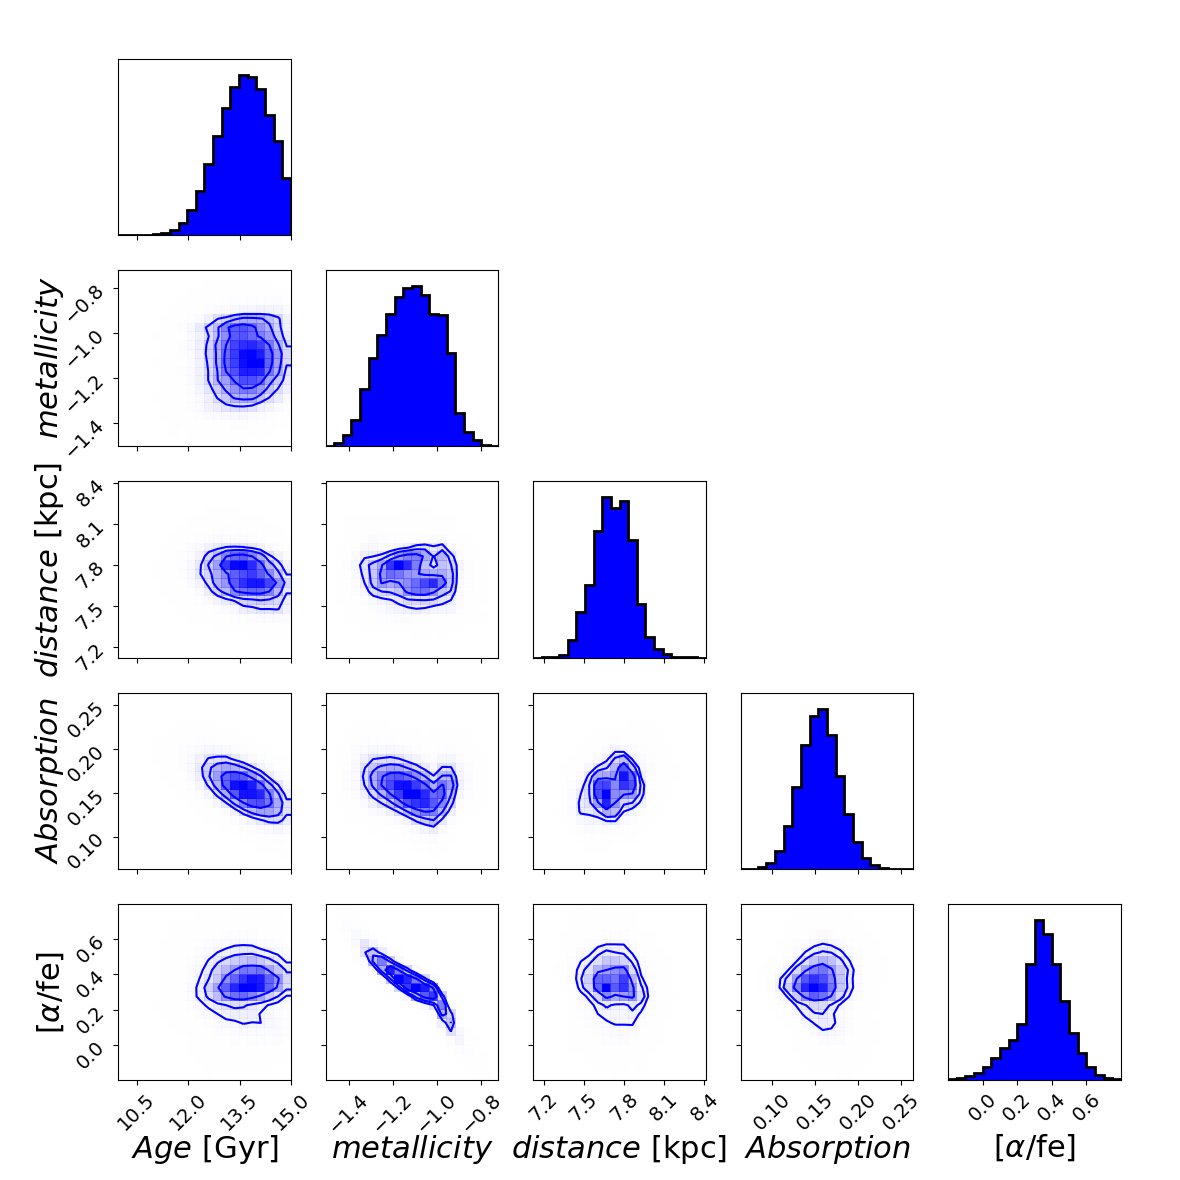 metallicity
−0.8
−1.0
−1.2
−1.4
distance [kpc]
8.4
8.1
7.8
7.5
7.2
Absorption
0.25
0.20
0.15
0.10
[α/fe]
0.6
0.4
0.2
0.0
10.5 12.0 13.5 15.0 −1.4 −1.2 −1.0 −0.8 7.2 7.5 7.8 8.1 8.4 0.10 0.15 0.20 0.25 0.0 0.2 0.4 0.6
Age [Gyr] metallicity distance [kpc] Absorption [α/fe]